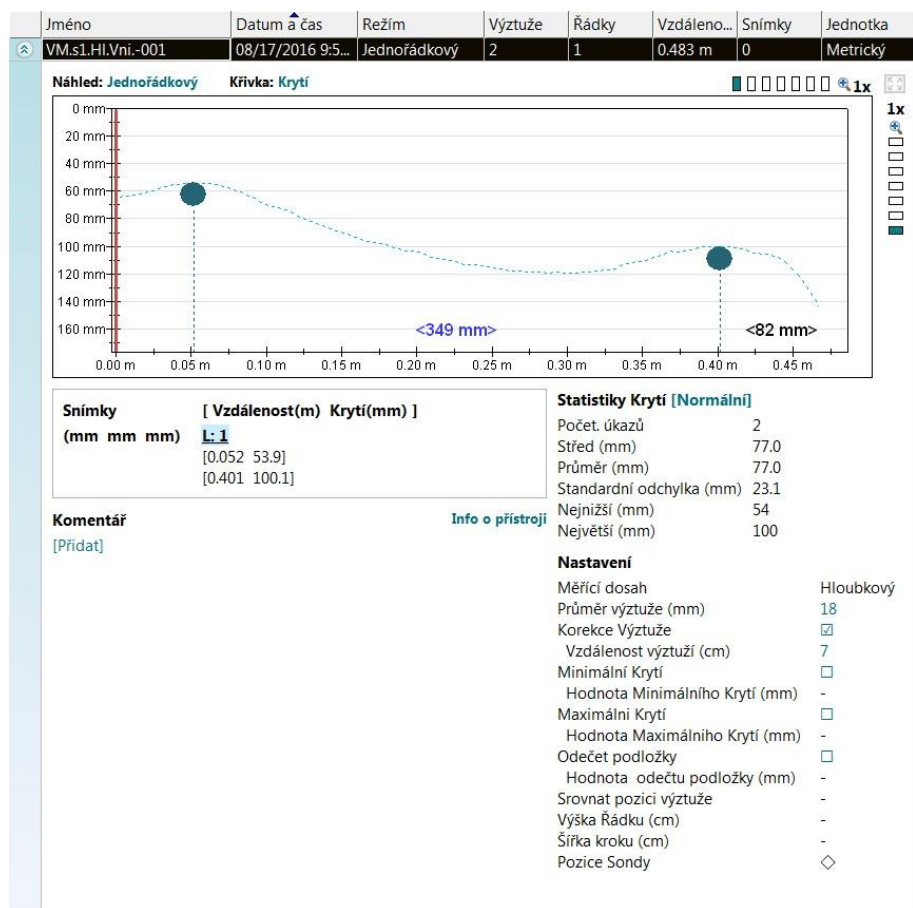 Jméno Datum a čas Režím Výztuže Řádky Vzdáleno... Snímky Jednotka
VM.s1.HI.Vni.-001 08/17/2016 9:5... Jednořádkový 2 1 0.483 m 0 Metrický
Náhled: Jednořádkový Křivka: Krytí 1x
1x
0 mm
20 mm
40 mm
60 mm
80 mm
100 mm
120 mm
140 mm
160 mm
<349 mm> <82 mm>
0.00 m 0.05 m 0.10 m 0.15 m 0.20 m 0.25 m 0.30 m 0.35 m 0.40 m 0.45 m
Snímky [ Vzdálenost(m) Krytí(mm) ]
(mm mm mm) L: 1
[0.052 53.9]
[0.401 100.1]
Komentář Info o přístroji
[Přidat]
Statistiky Krytí [Normální]
Počet. úkazů 2
Střed (mm) 77.0
Průměr (mm) 77.0
Standardní odchylka (mm) 23.1
Nejnižší (mm) 54
Největší (mm) 100
Nastavení
Měřící dosah Hloubkový
Průměr výztuže (mm) 18
Korekce Výztuže ☑
Vzdálenost výztuží (cm) 7
Minimální Krytí ☐
Hodnota Minimálního Krytí (mm) -
Maximálni Krytí ☐
Hodnota Maximálniho Krytí (mm) -
Odečet podložky ☐
Hodnota odečtu podložky (mm) -
Srovnat pozici výztuže -
Výška Řádku (cm) -
Šířka kroku (cm) -
Pozice Sondy ◇